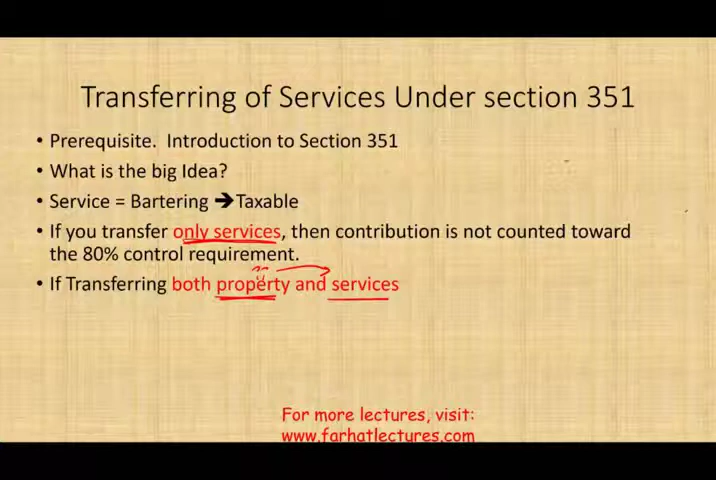 Transferring of Services Under section 351
• Prerequisite. Introduction to Section 351
• What is the big Idea?
• Service = Bartering ➔Taxable
• If you transfer only services, then contribution is not counted toward
the 80% control requirement.
• If Transferring both property and services
For more lectures, visit:
www.farhatlectures.com